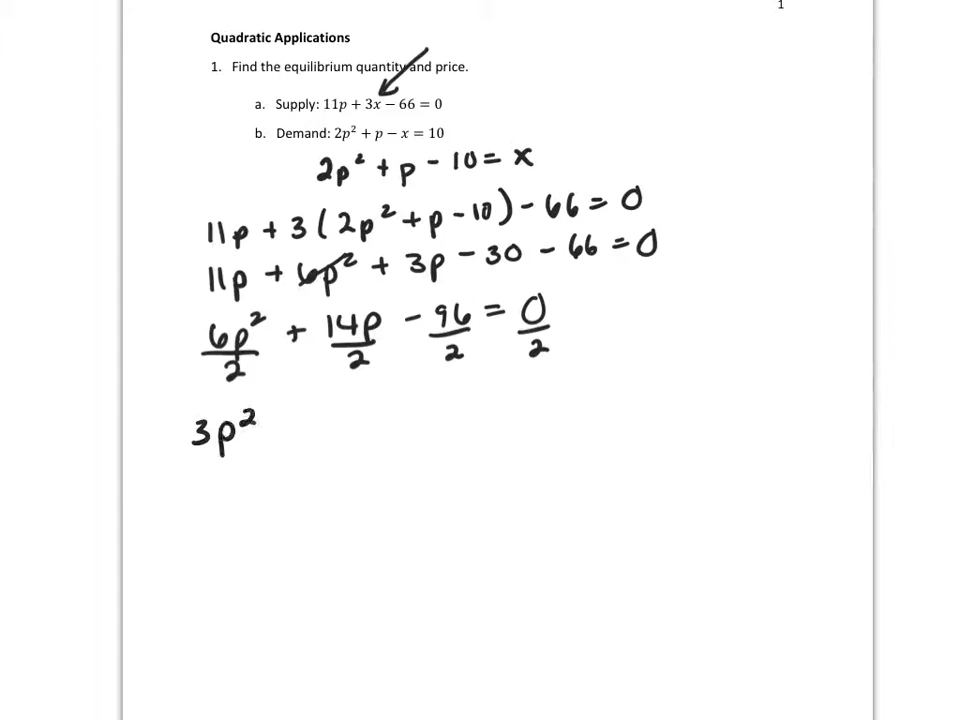 1
Quadratic Applications
1. Find the equilibrium quantity and price.
a. Supply: 11p + 3x − 66 = 0
b. Demand: 2p² + p − x = 10
2p² + p - 10 = x
11p + 3(2p² + p - 10) - 66 = 0
11p + 6p² + 3p - 30 - 66 = 0
6p²/2 + 14p/2 - 96/2 = 0/2
3p²